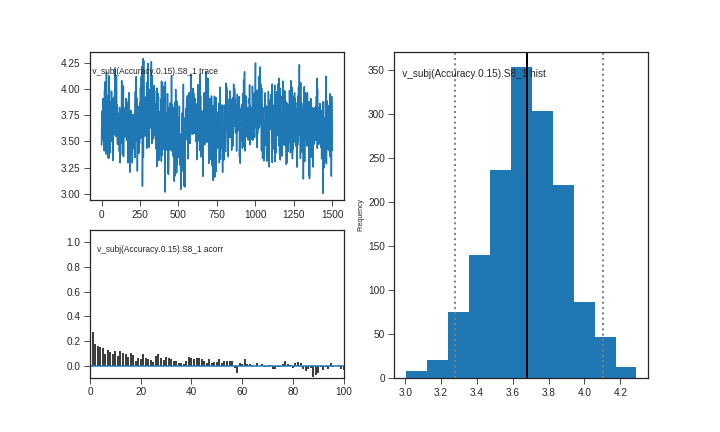 v_subj(Accuracy.0.15).S8_1 trace
4.25
4.00
3.75
3.50
3.25
3.00
0 250 500 750 1000 1250 1500
v_subj(Accuracy.0.15).S8_1 acorr
1.0
0.8
0.6
0.4
0.2
0.0
0 20 40 60 80 100
v_subj(Accuracy.0.15).S8_1 hist
Frequency
350
300
250
200
150
100
50
0
3.0 3.2 3.4 3.6 3.8 4.0 4.2